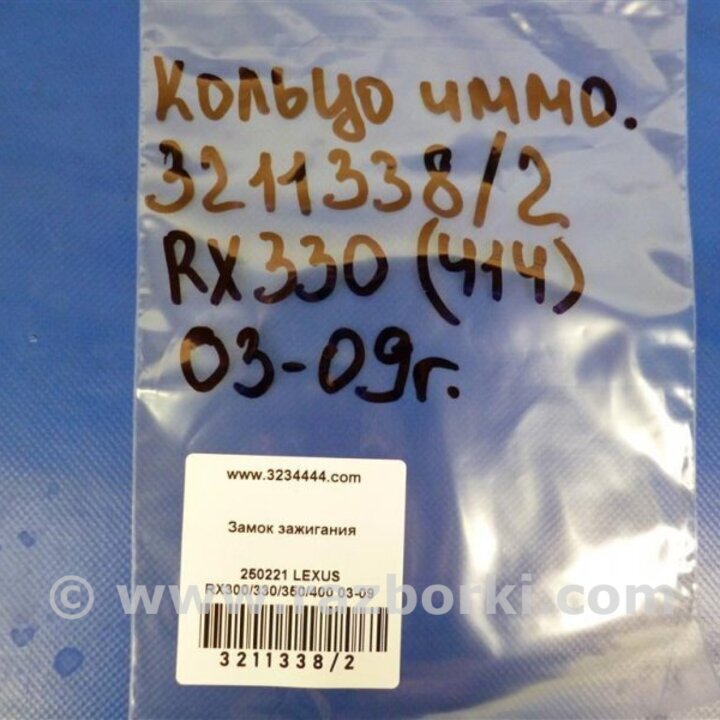 Кольцо иммо.
3211338/2
RX330 (414)
03-09г.
www.3234444.com
Замок зажигания
250221 LEXUS
RX300/330/350/400 03-09
3211338/2
© www.razborki.com